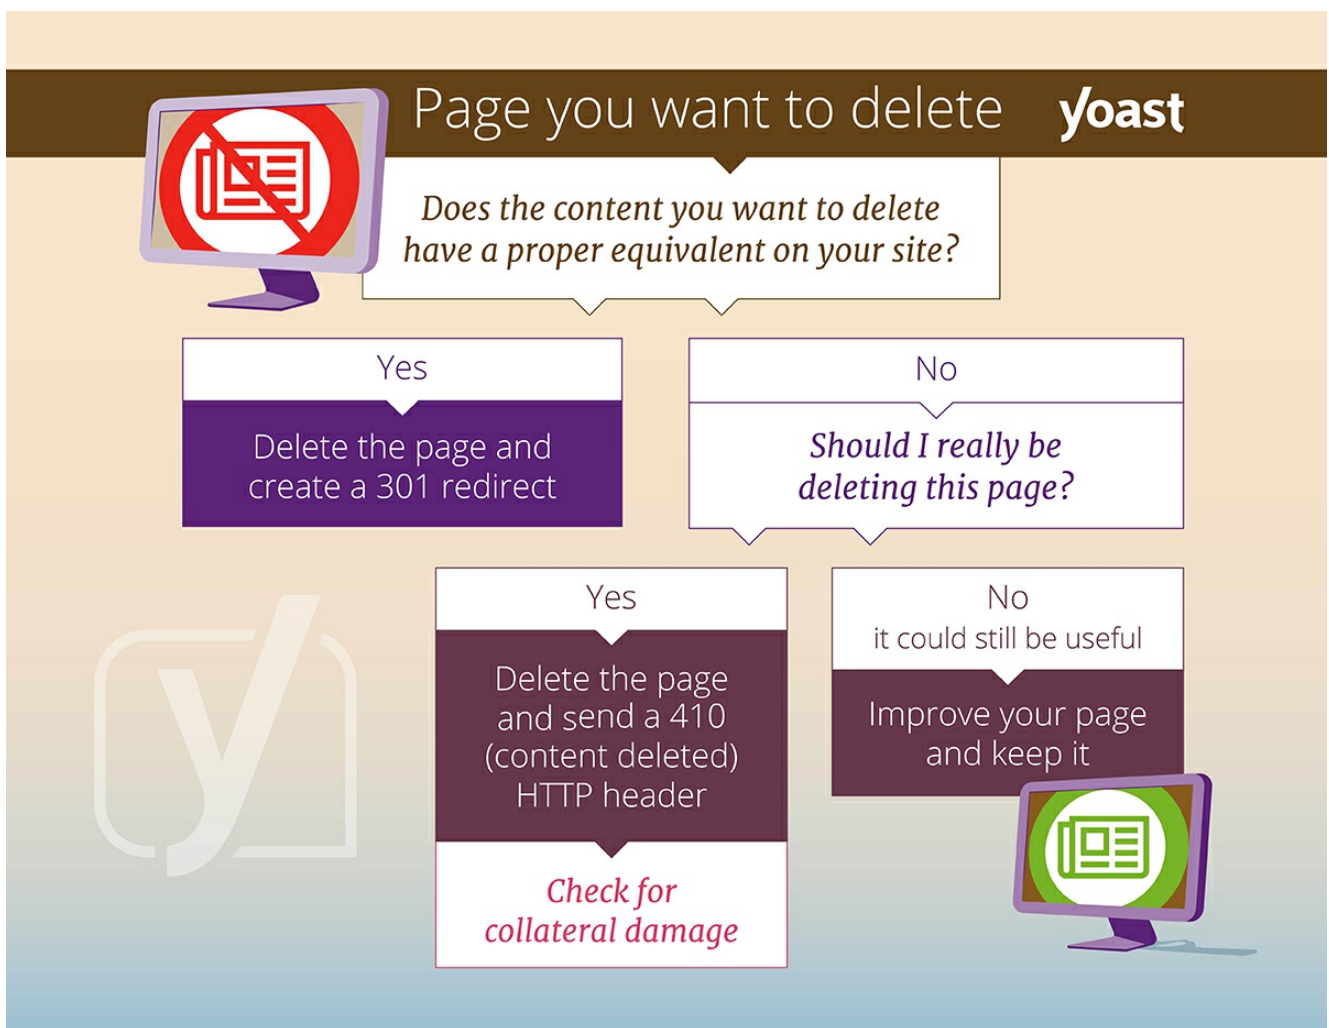 Page you want to delete
yoast
Does the content you want to delete
have a proper equivalent on your site?
Yes
Delete the page and
create a 301 redirect
No
Should I really be
deleting this page?
Yes
Delete the page
and send a 410
(content deleted)
HTTP header
Check for
collateral damage
No
it could still be useful
Improve your page
and keep it
y